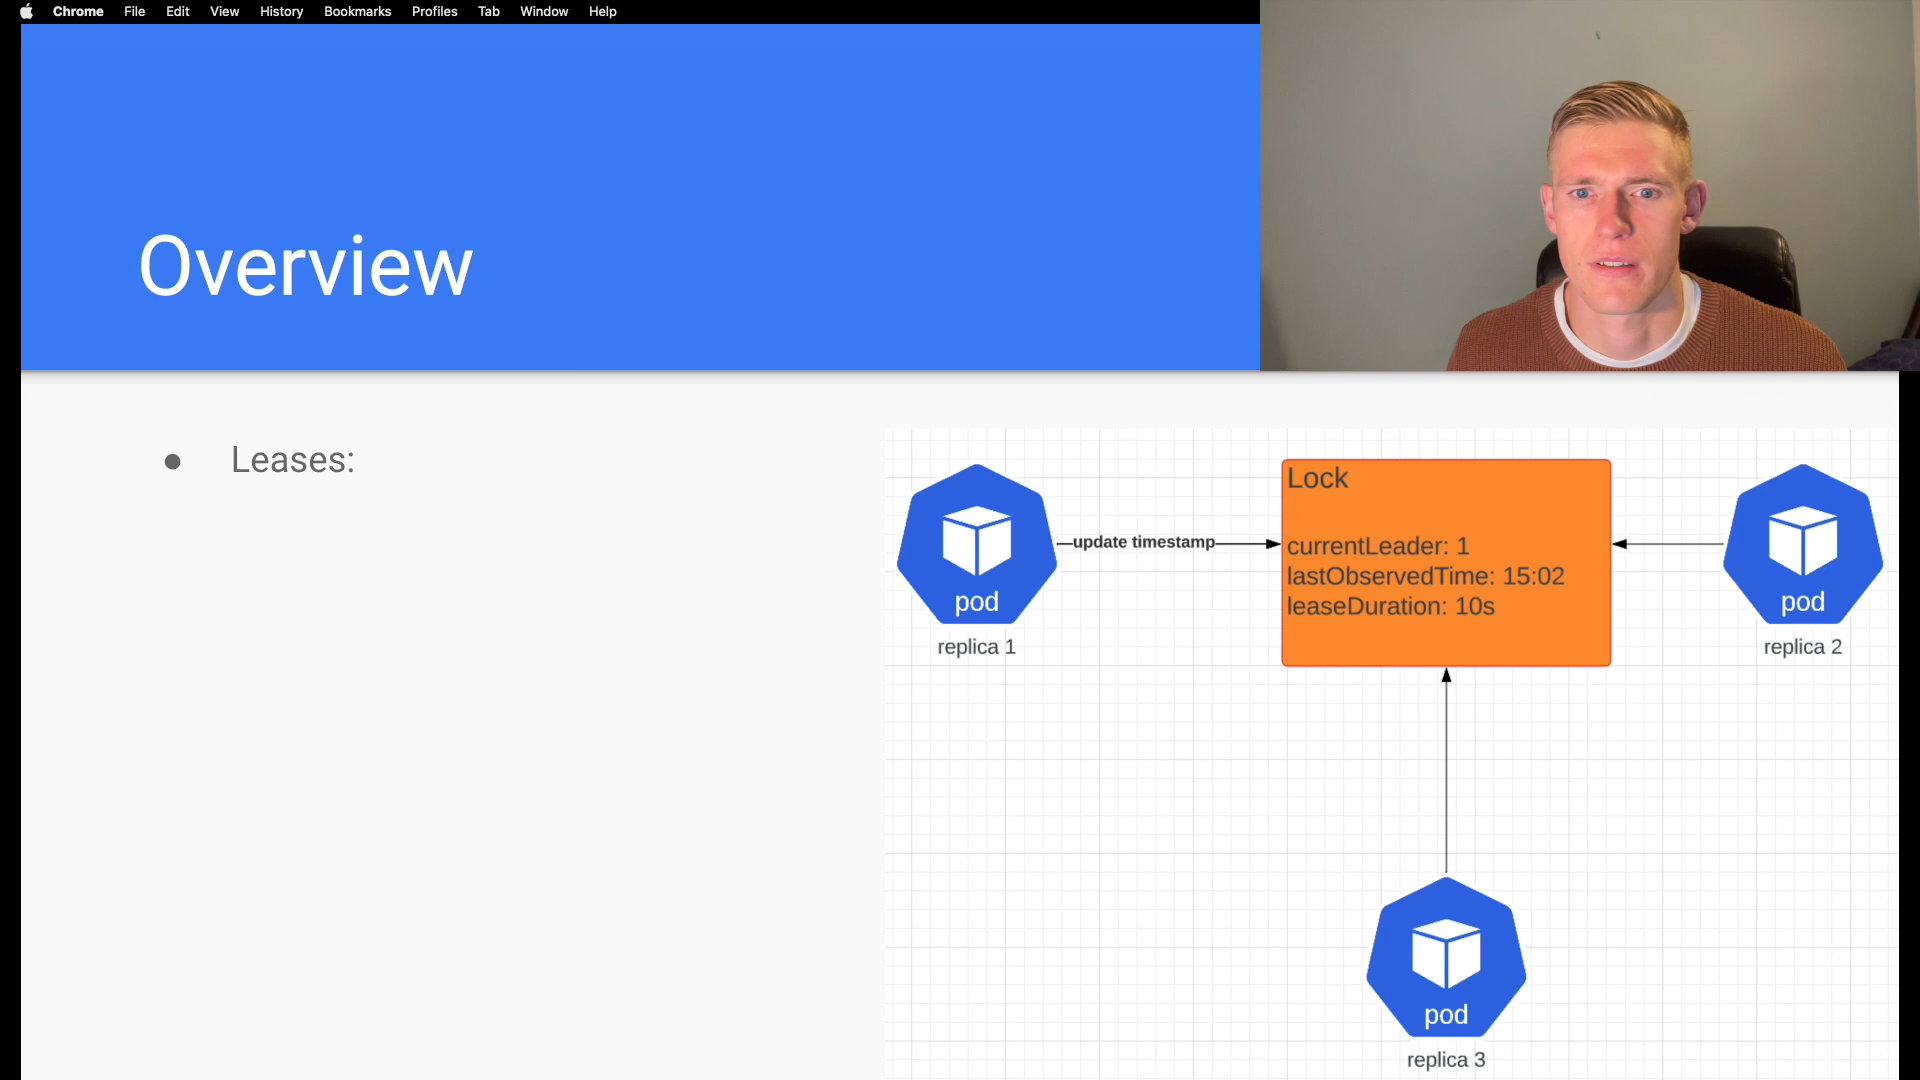 Chrome File Edit View History Bookmarks Profiles Tab Window Help
Overview
Leases:
Lock
currentLeader: 1
lastObservedTime: 15:02
leaseDuration: 10s
update timestamp
pod
replica 1
pod
replica 2
pod
replica 3